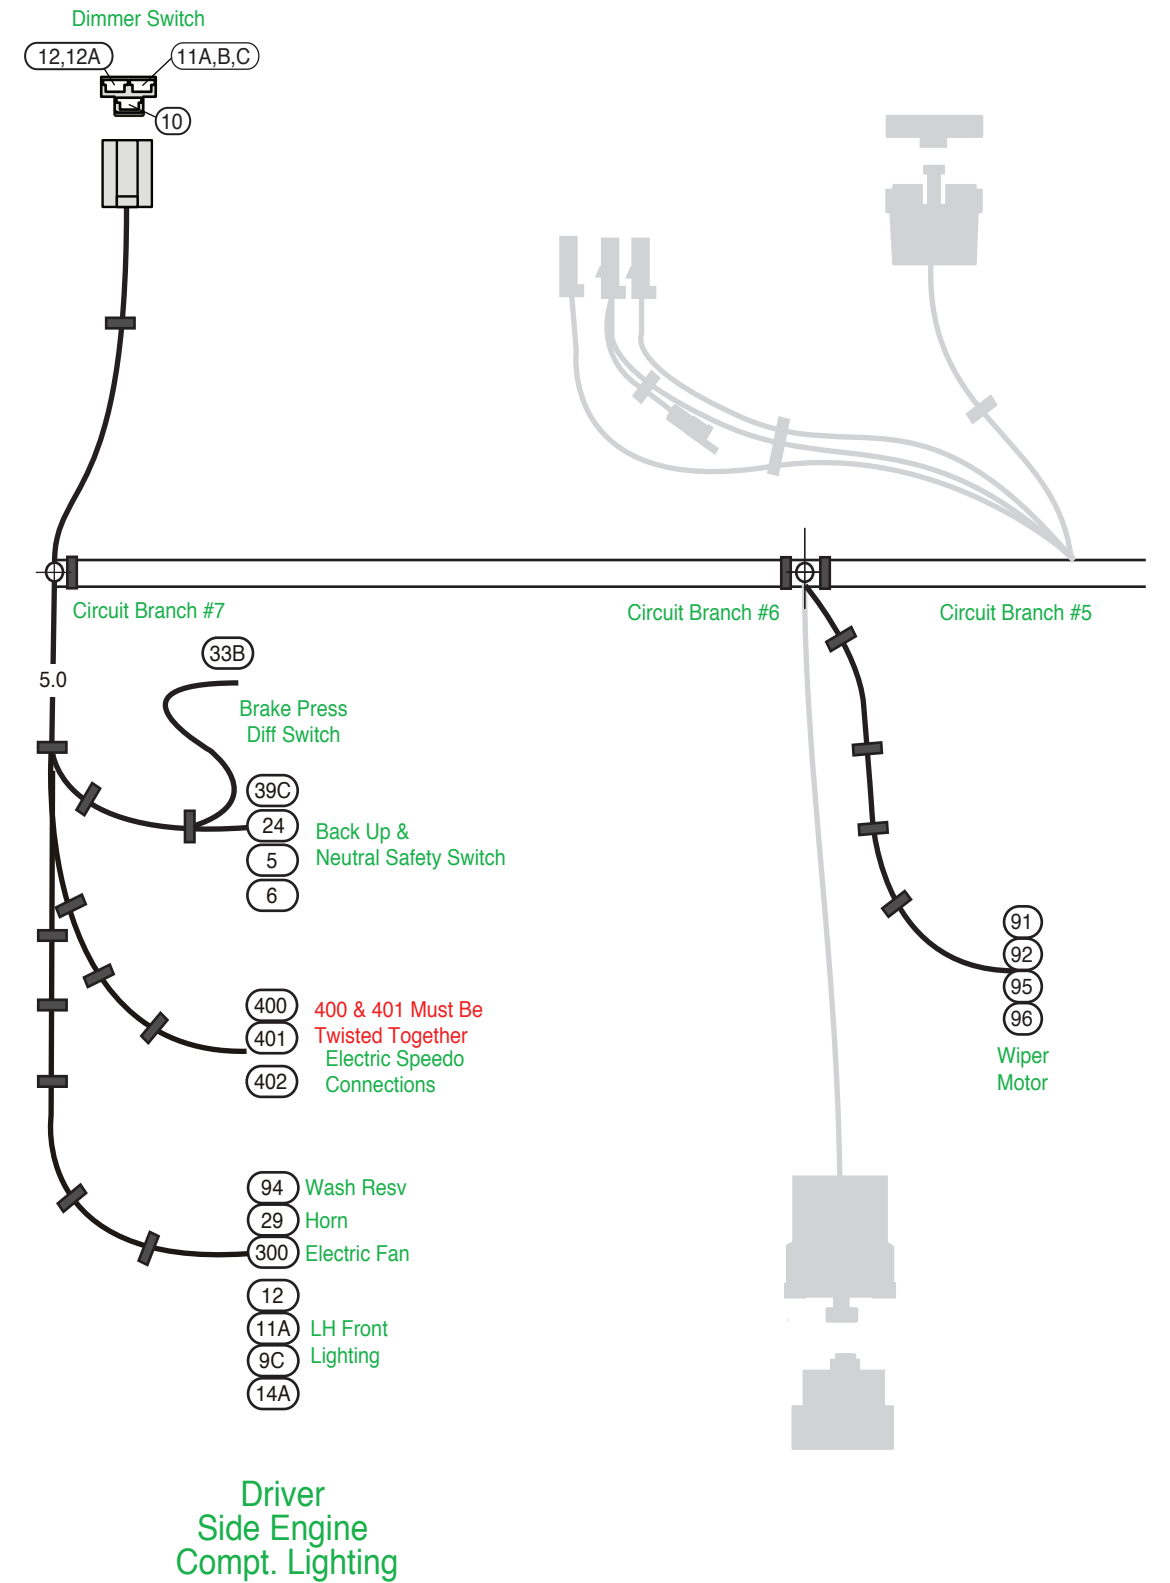 Dimmer Switch
12,12A
11A,B,C
10
Circuit Branch #7
Circuit Branch #6
Circuit Branch #5
33B
5.0
Brake Press
Diff Switch
39C
24
5
6
Back Up &
Neutral Safety Switch
91
92
95
96
Wiper
Motor
400
401
402
400 & 401 Must Be
Twisted Together
Electric Speedo
Connections
94 Wash Resv
29 Horn
300 Electric Fan
12
11A
9C
14A
LH Front
Lighting
Driver
Side Engine
Compt. Lighting